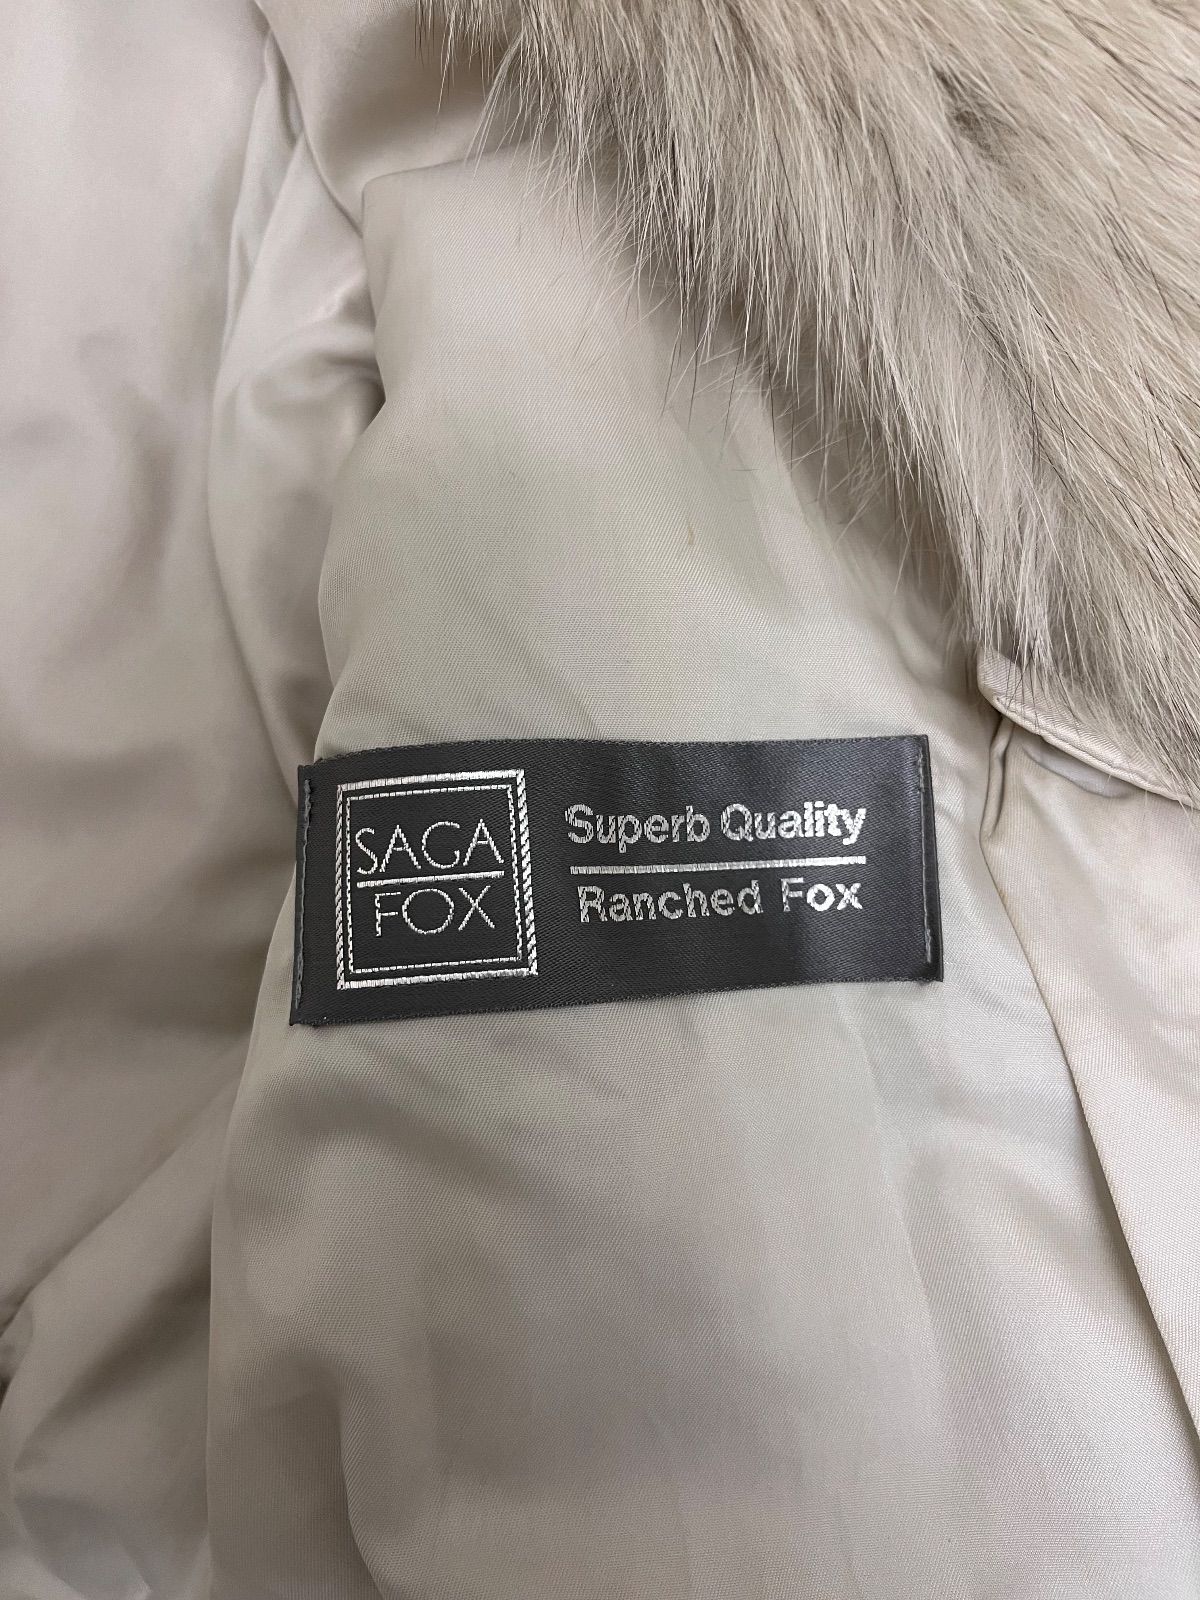 SAGA
FOX
Superb Quality
Ranched Fox